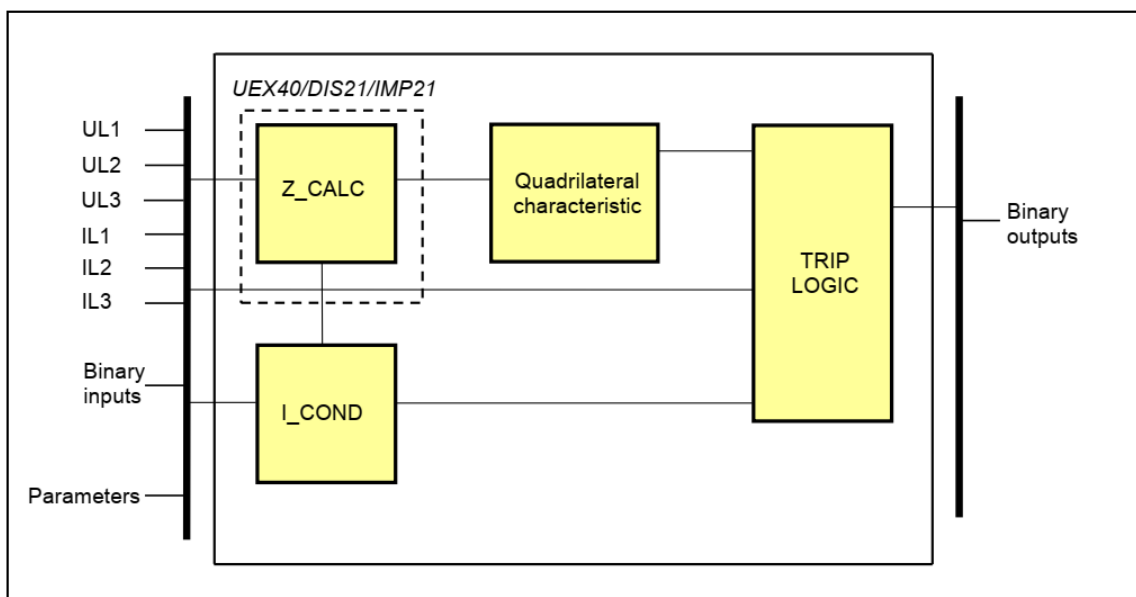 UEX40/DIS21/IMP21
UL1
UL2
UL3
IL1
IL2
IL3
Binary
inputs
Parameters
Z_CALC
I_COND
Quadrilateral
characteristic
TRIP
LOGIC
Binary
outputs